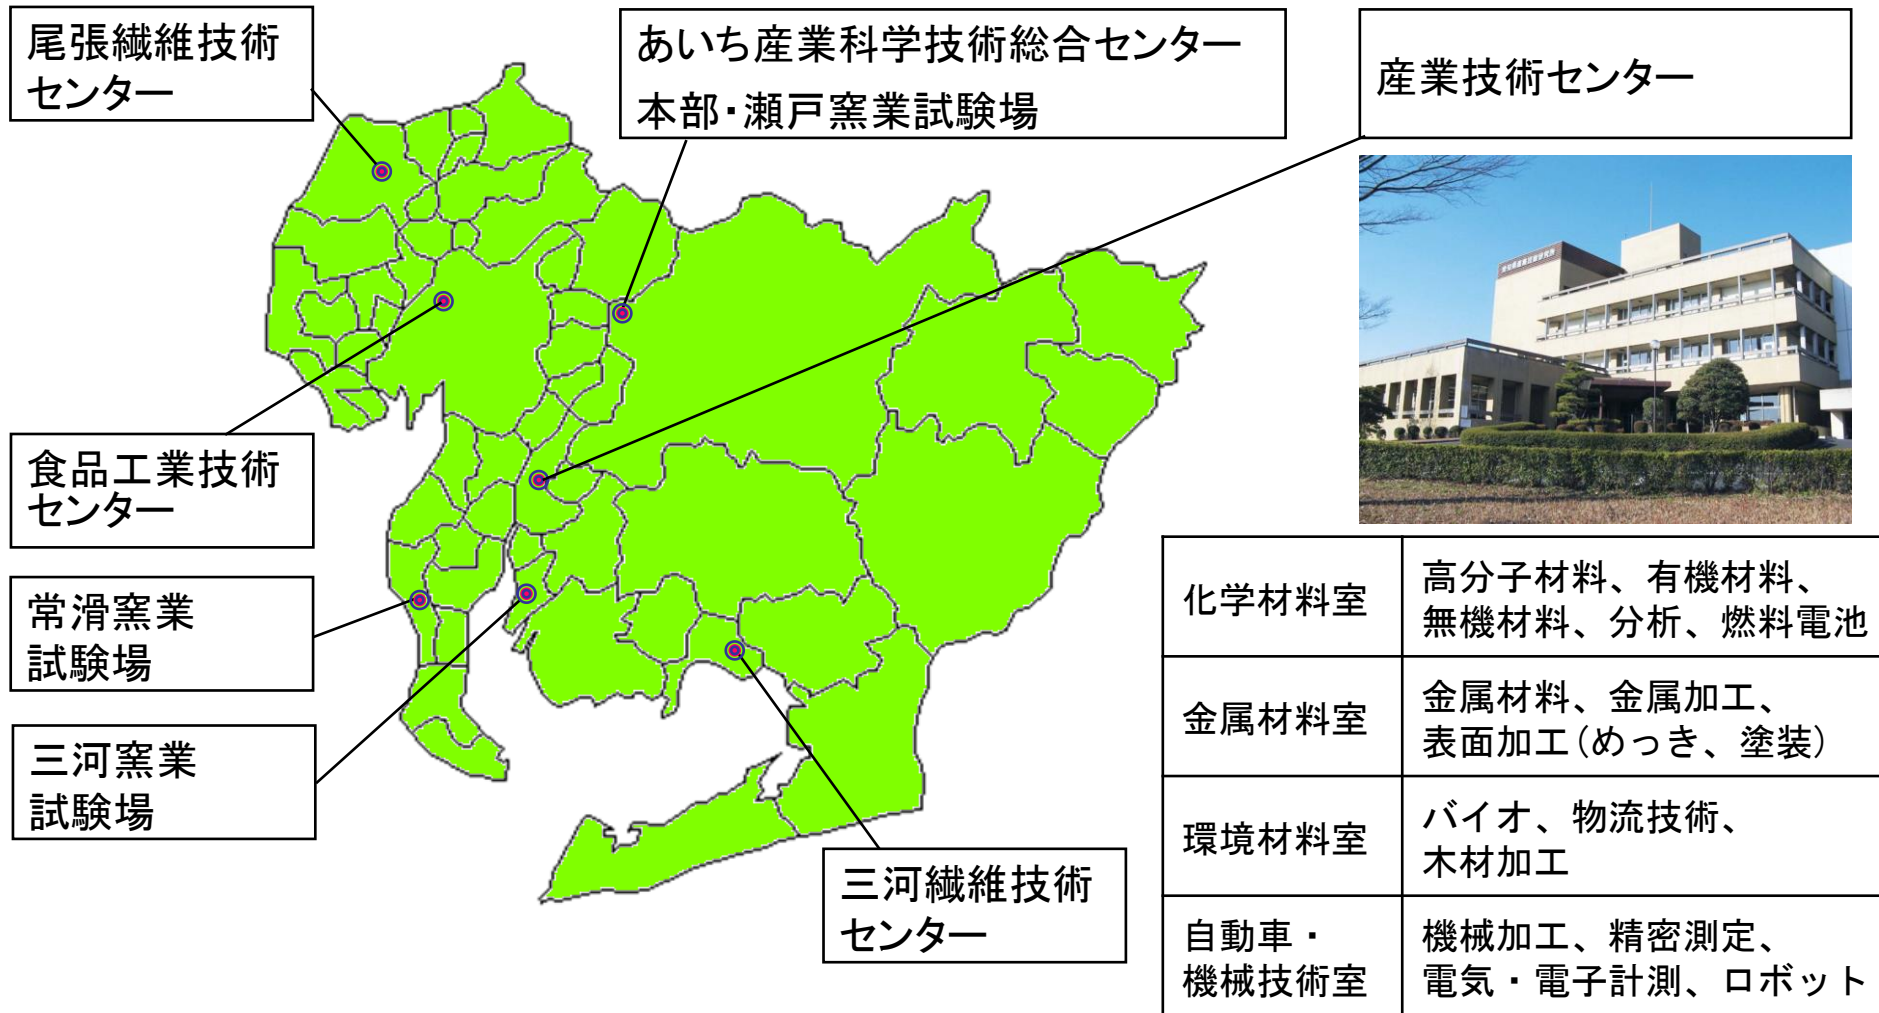 尾張繊維技術
センター
あいち産業科学技術総合センター
本部・瀬戸窯業試験場
産業技術センター
食品工業技術
センター
常滑窯業
試験場
三河窯業
試験場
三河繊維技術
センター
化学材料室
高分子材料、有機材料、
無機材料、分析、燃料電池
金属材料室
金属材料、金属加工、
表面加工(めっき、塗装)
環境材料室
バイオ、物流技術、
木材加工
自動車・
機械技術室
機械加工、精密測定、
電気・電子計測、ロボット